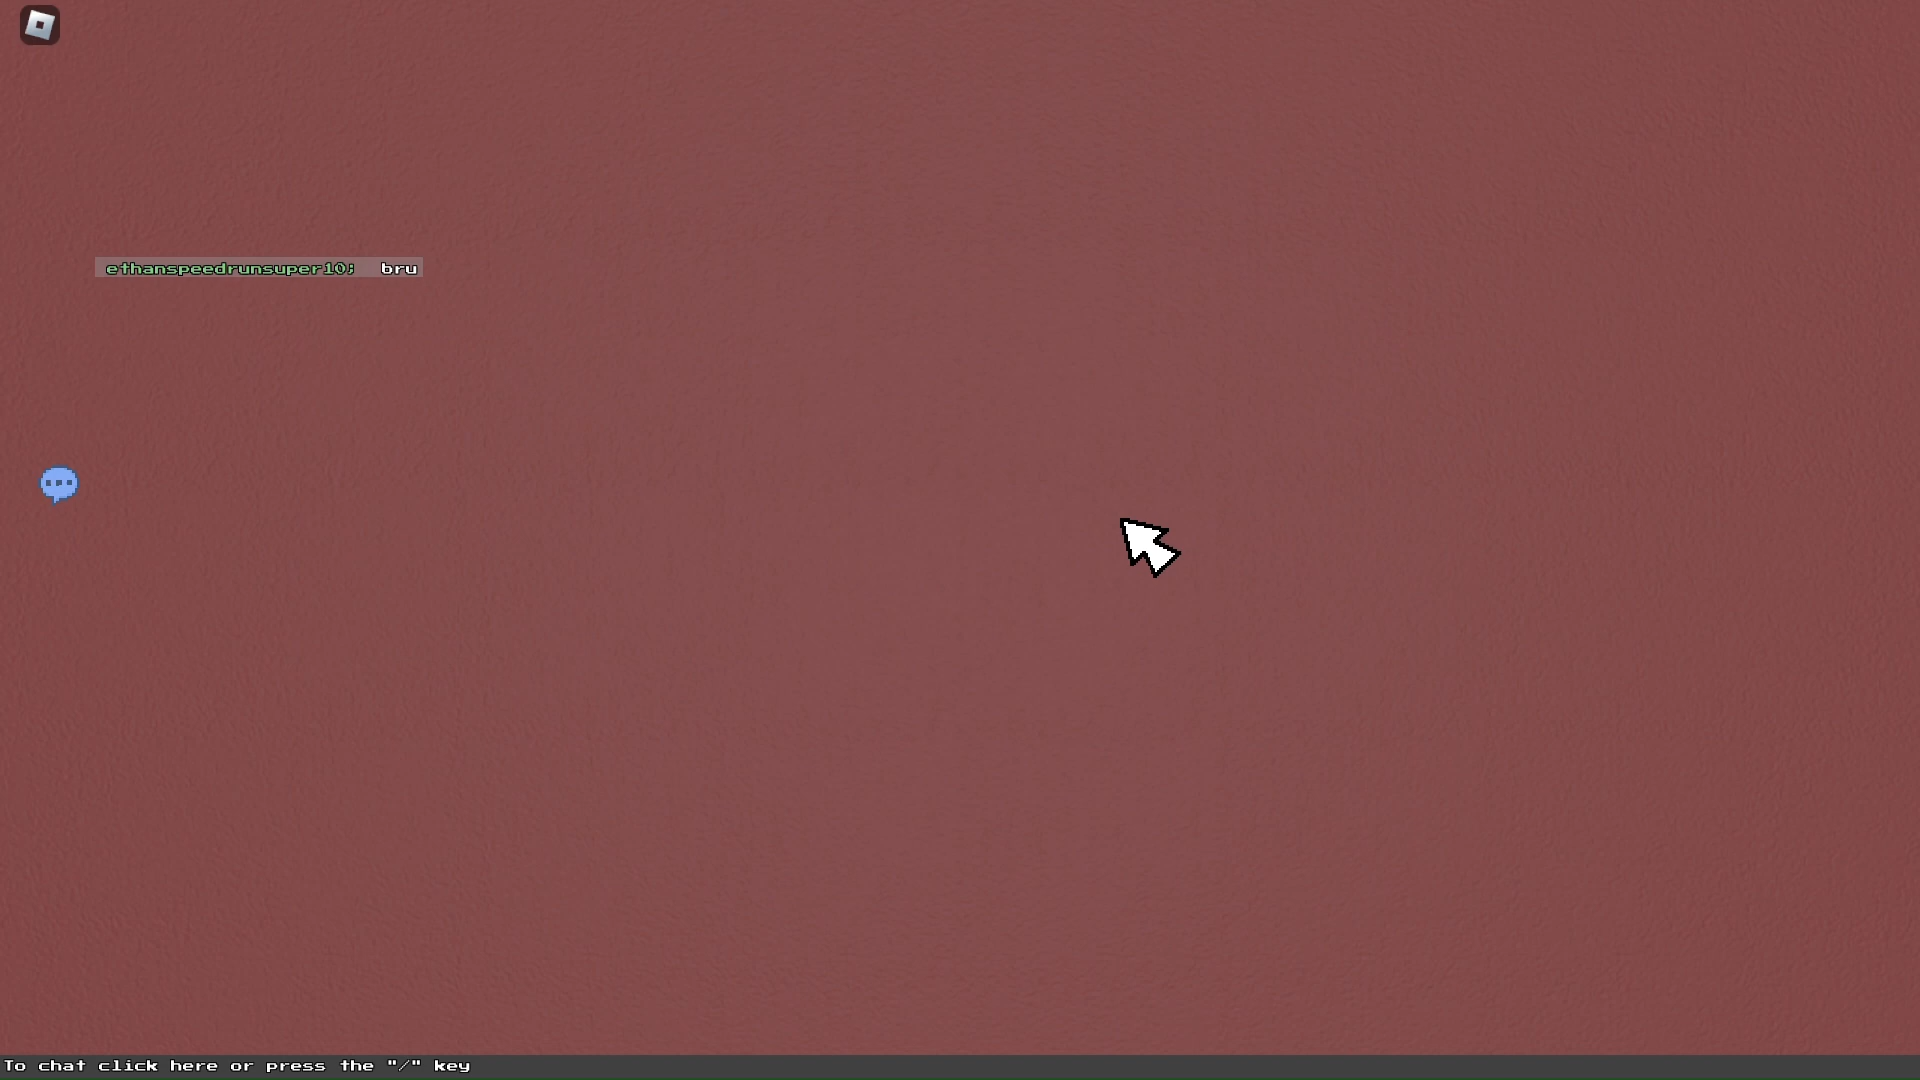 ethanspeedrunsuper10:  bru
To chat click here or press the "/" key